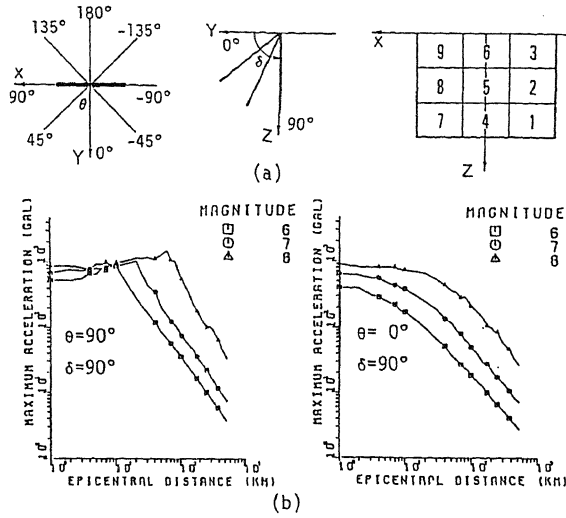 180°
135°
-135°
X
90°
θ
-90°
45°
-45°
Y
0°
Y
0°
δ
Z
90°
X
9 6 3
8 5 2
7 4 1
Z
(a)
MAXIMUM ACCELERATION (GAL)
MAGNITUDE
6
7
8
θ=90°
δ=90°
EPICENTRAL DISTANCE (KM)
MAXIMUM ACCELERATION (GAL)
MAGNITUDE
6
7
8
θ= 0°
δ=90°
EPICENTRAL DISTANCE (KM)
(b)